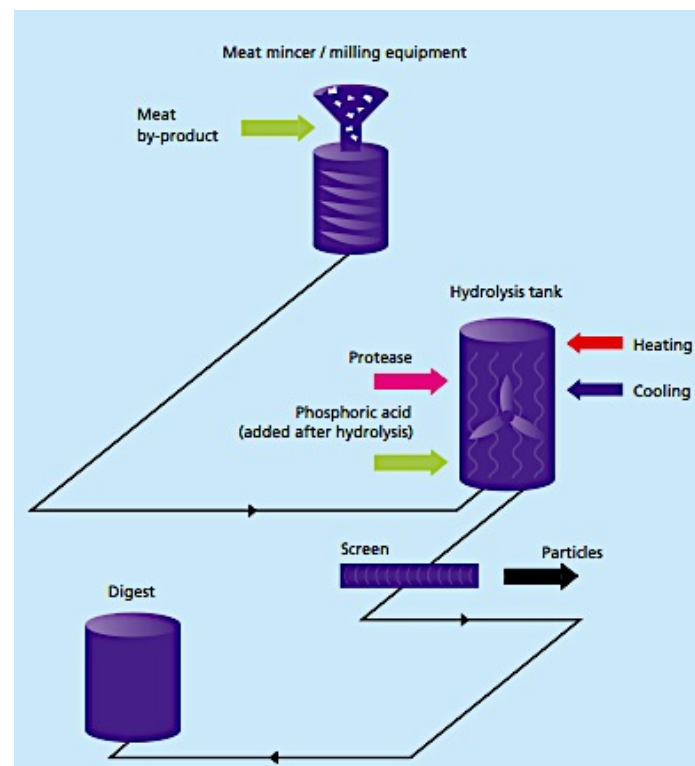 Meat mincer / milling equipment
Meat
by-product
Hydrolysis tank
Heating
Protease
Cooling
Phosphoric acid
(added after hydrolysis)
Screen
Particles
Digest